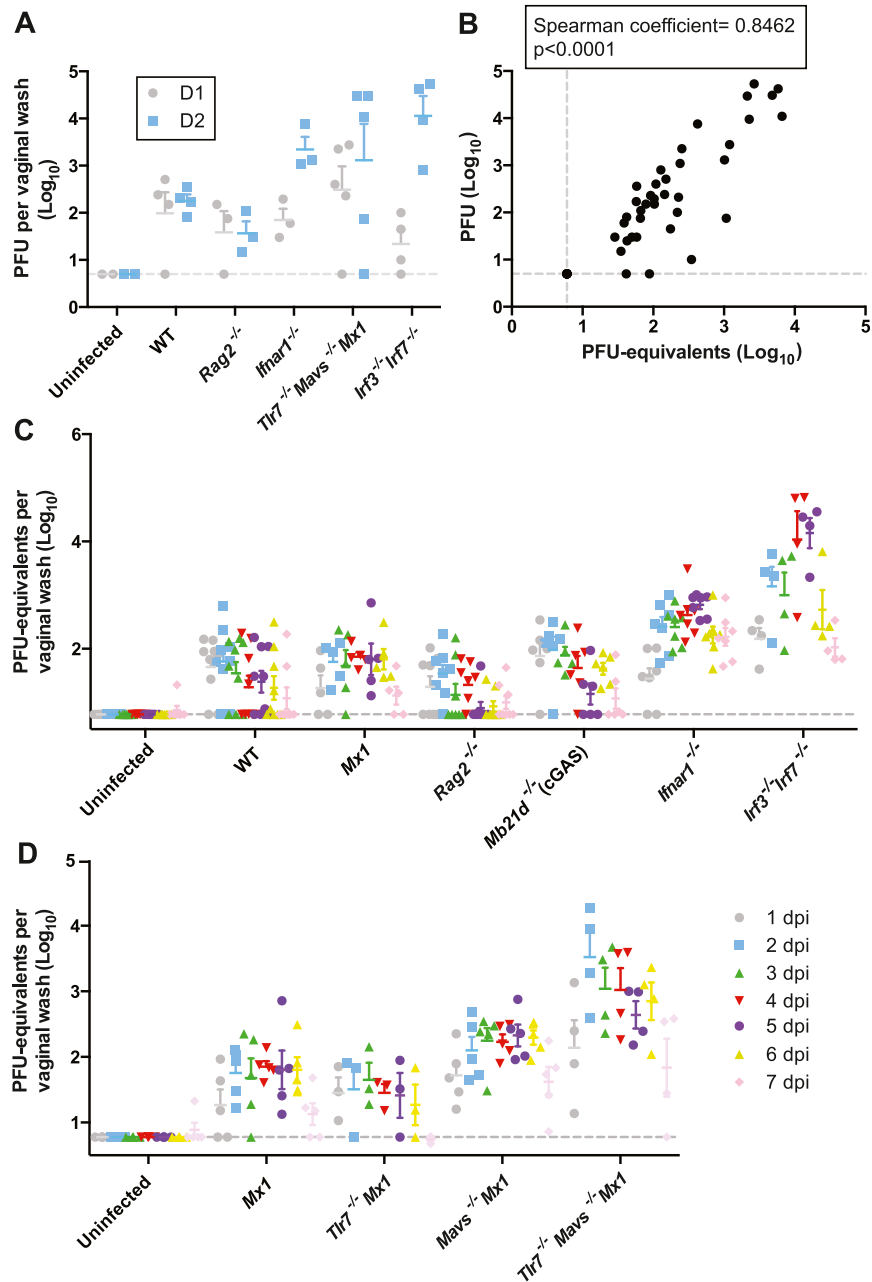 A
PFU per vaginal wash
(Log10)
5
4
3
2
1
0
D1
D2
Uninfected
WT
Rag2-/-
Ifnar1-/-
Tlr7-/- Mavs-/- Mx1
Irf3-/- Irf7-/-
B
Spearman coefficient= 0.8462
p<0.0001
PFU (Log10)
5
4
3
2
1
0
0 1 2 3 4 5
PFU-equivalents (Log10)
C
PFU-equivalents per
vaginal wash (Log10)
6
4
2
Uninfected
WT
Mx1
Rag2-/-
Mb21d-/- (cGAS)
Ifnar1-/-
Irf3-/- Irf7-/-
D
PFU-equivalents per
vaginal wash (Log10)
5
4
3
2
1
Uninfected
Mx1
Tlr7-/- Mx1
Mavs-/- Mx1
Tlr7-/- Mavs-/- Mx1
1 dpi
2 dpi
3 dpi
4 dpi
5 dpi
6 dpi
7 dpi